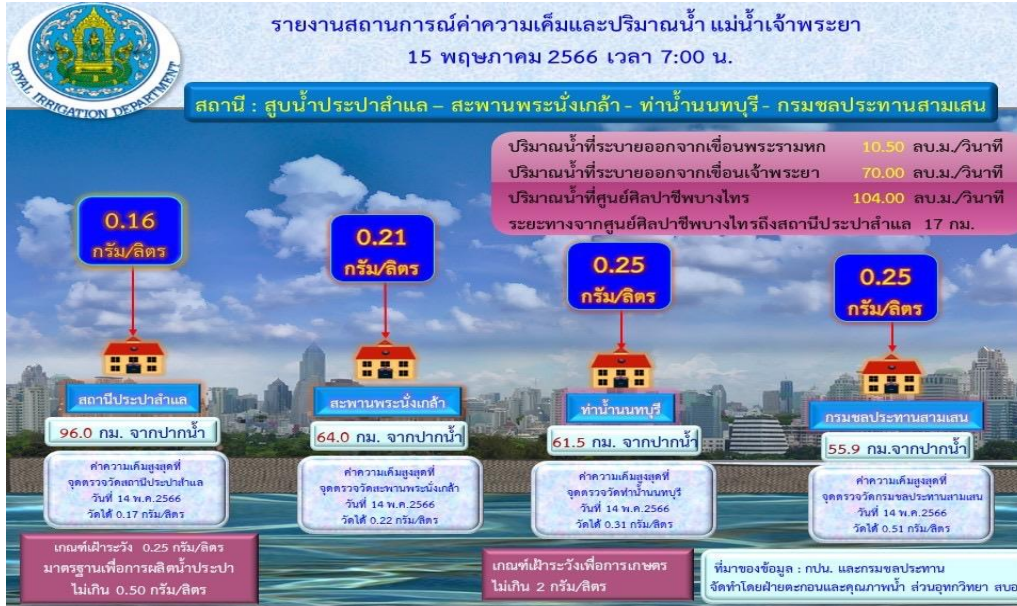 รายงานสถานการณ์ค่าความเค็มและปริมาณน้ำ แม่น้ำเจ้าพระยา
15 พฤษภาคม 2566 เวลา 7:00 น.
ROYAL IRRIGATION DEPARTMENT
สถานี : สูบน้ำประปาสำแล – สะพานพระนั่งเกล้า - ท่าน้ำนนทบุรี - กรมชลประทานสามเสน
ปริมาณน้ำที่ระบายออกจากเขื่อนพระรามหก 10.50 ลบ.ม./วินาที
ปริมาณน้ำที่ระบายออกจากเขื่อนเจ้าพระยา 70.00 ลบ.ม./วินาที
ปริมาณน้ำที่ศูนย์ศิลปาชีพบางไทร 104.00 ลบ.ม./วินาที
ระยะทางจากศูนย์ศิลปาชีพบางไทรถึงสถานีประปาสำแล 17 กม.
0.16
กรัม/ลิตร
สถานีประปาสำแล
96.0 กม. จากปากน้ำ
ค่าความเค็มสูงสุดที่
จุดตรวจวัดสถานีประปาสำแล
วันที่ 14 พ.ค.2566
วัดได้ 0.17 กรัม/ลิตร
0.21
กรัม/ลิตร
สะพานพระนั่งเกล้า
64.0 กม. จากปากน้ำ
ค่าความเค็มสูงสุดที่
จุดตรวจวัดสะพานพระนั่งเกล้า
วันที่ 14 พ.ค.2566
วัดได้ 0.22 กรัม/ลิตร
0.25
กรัม/ลิตร
ท่าน้ำนนทบุรี
61.5 กม. จากปากน้ำ
ค่าความเค็มสูงสุดที่
จุดตรวจวัดท่าน้ำนนทบุรี
วันที่ 14 พ.ค.2566
วัดได้ 0.31 กรัม/ลิตร
0.25
กรัม/ลิตร
กรมชลประทานสามเสน
55.9 กม.จากปากน้ำ
ค่าความเค็มสูงสุดที่
จุดตรวจวัดกรมชลประทานสามเสน
วันที่ 14 พ.ค.2566
วัดได้ 0.51 กรัม/ลิตร
เกณฑ์เฝ้าระวัง 0.25 กรัม/ลิตร
มาตรฐานเพื่อการผลิตน้ำประปา
ไม่เกิน 0.50 กรัม/ลิตร
เกณฑ์เฝ้าระวังเพื่อการเกษตร
ไม่เกิน 2 กรัม/ลิตร
ที่มาของข้อมูล : กปน. และกรมชลประทาน
จัดทำโดยฝ่ายตะกอนและคุณภาพน้ำ ส่วนอุทกวิทยา สบอ